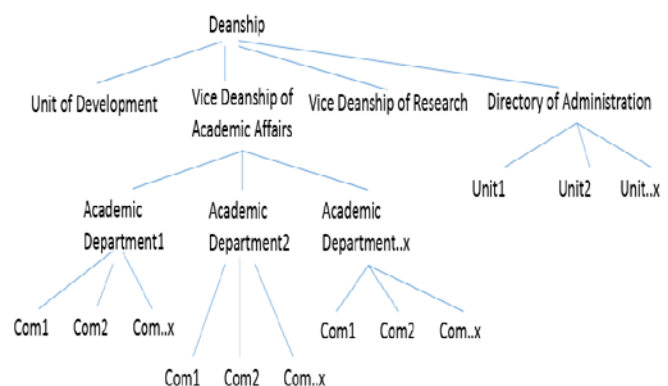 Deanship
Unit of Development
Vice Deanship of
Academic Affairs
Vice Deanship of Research
Directory of Administration
Unit1
Unit2
Unit..x
Academic
Department1
Academic
Department2
Academic
Department..x
Com1
Com2
Com..x
Com1
Com2
Com..x
Com1
Com2
Com..x